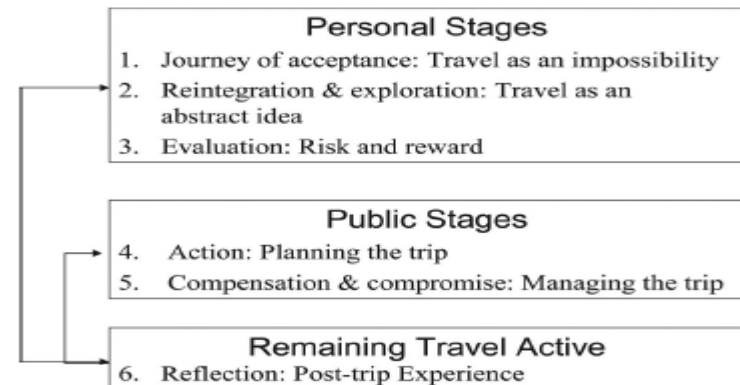 Personal Stages
1. Journey of acceptance: Travel as an impossibility
2. Reintegration & exploration: Travel as an
abstract idea
3. Evaluation: Risk and reward
Public Stages
4. Action: Planning the trip
5. Compensation & compromise: Managing the trip
Remaining Travel Active
6. Reflection: Post-trip Experience